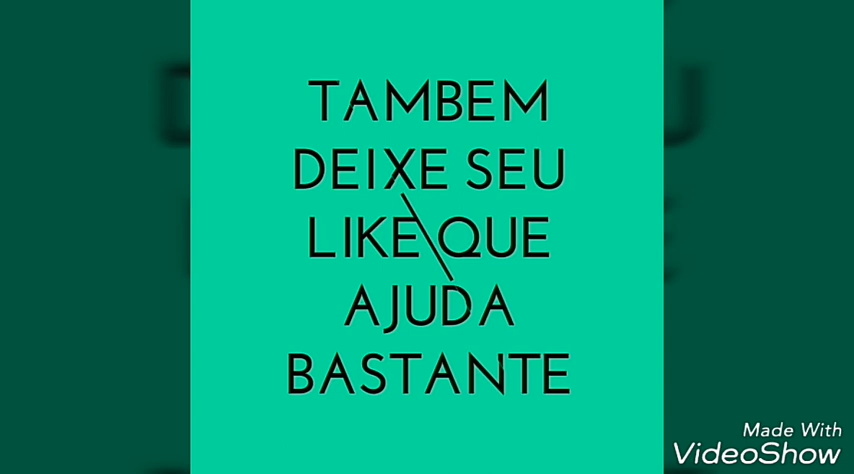 TAMBEM
DEIXE SEU
LIKE\QUE
AJUDA
BASTANTE
Made With
VideoShow